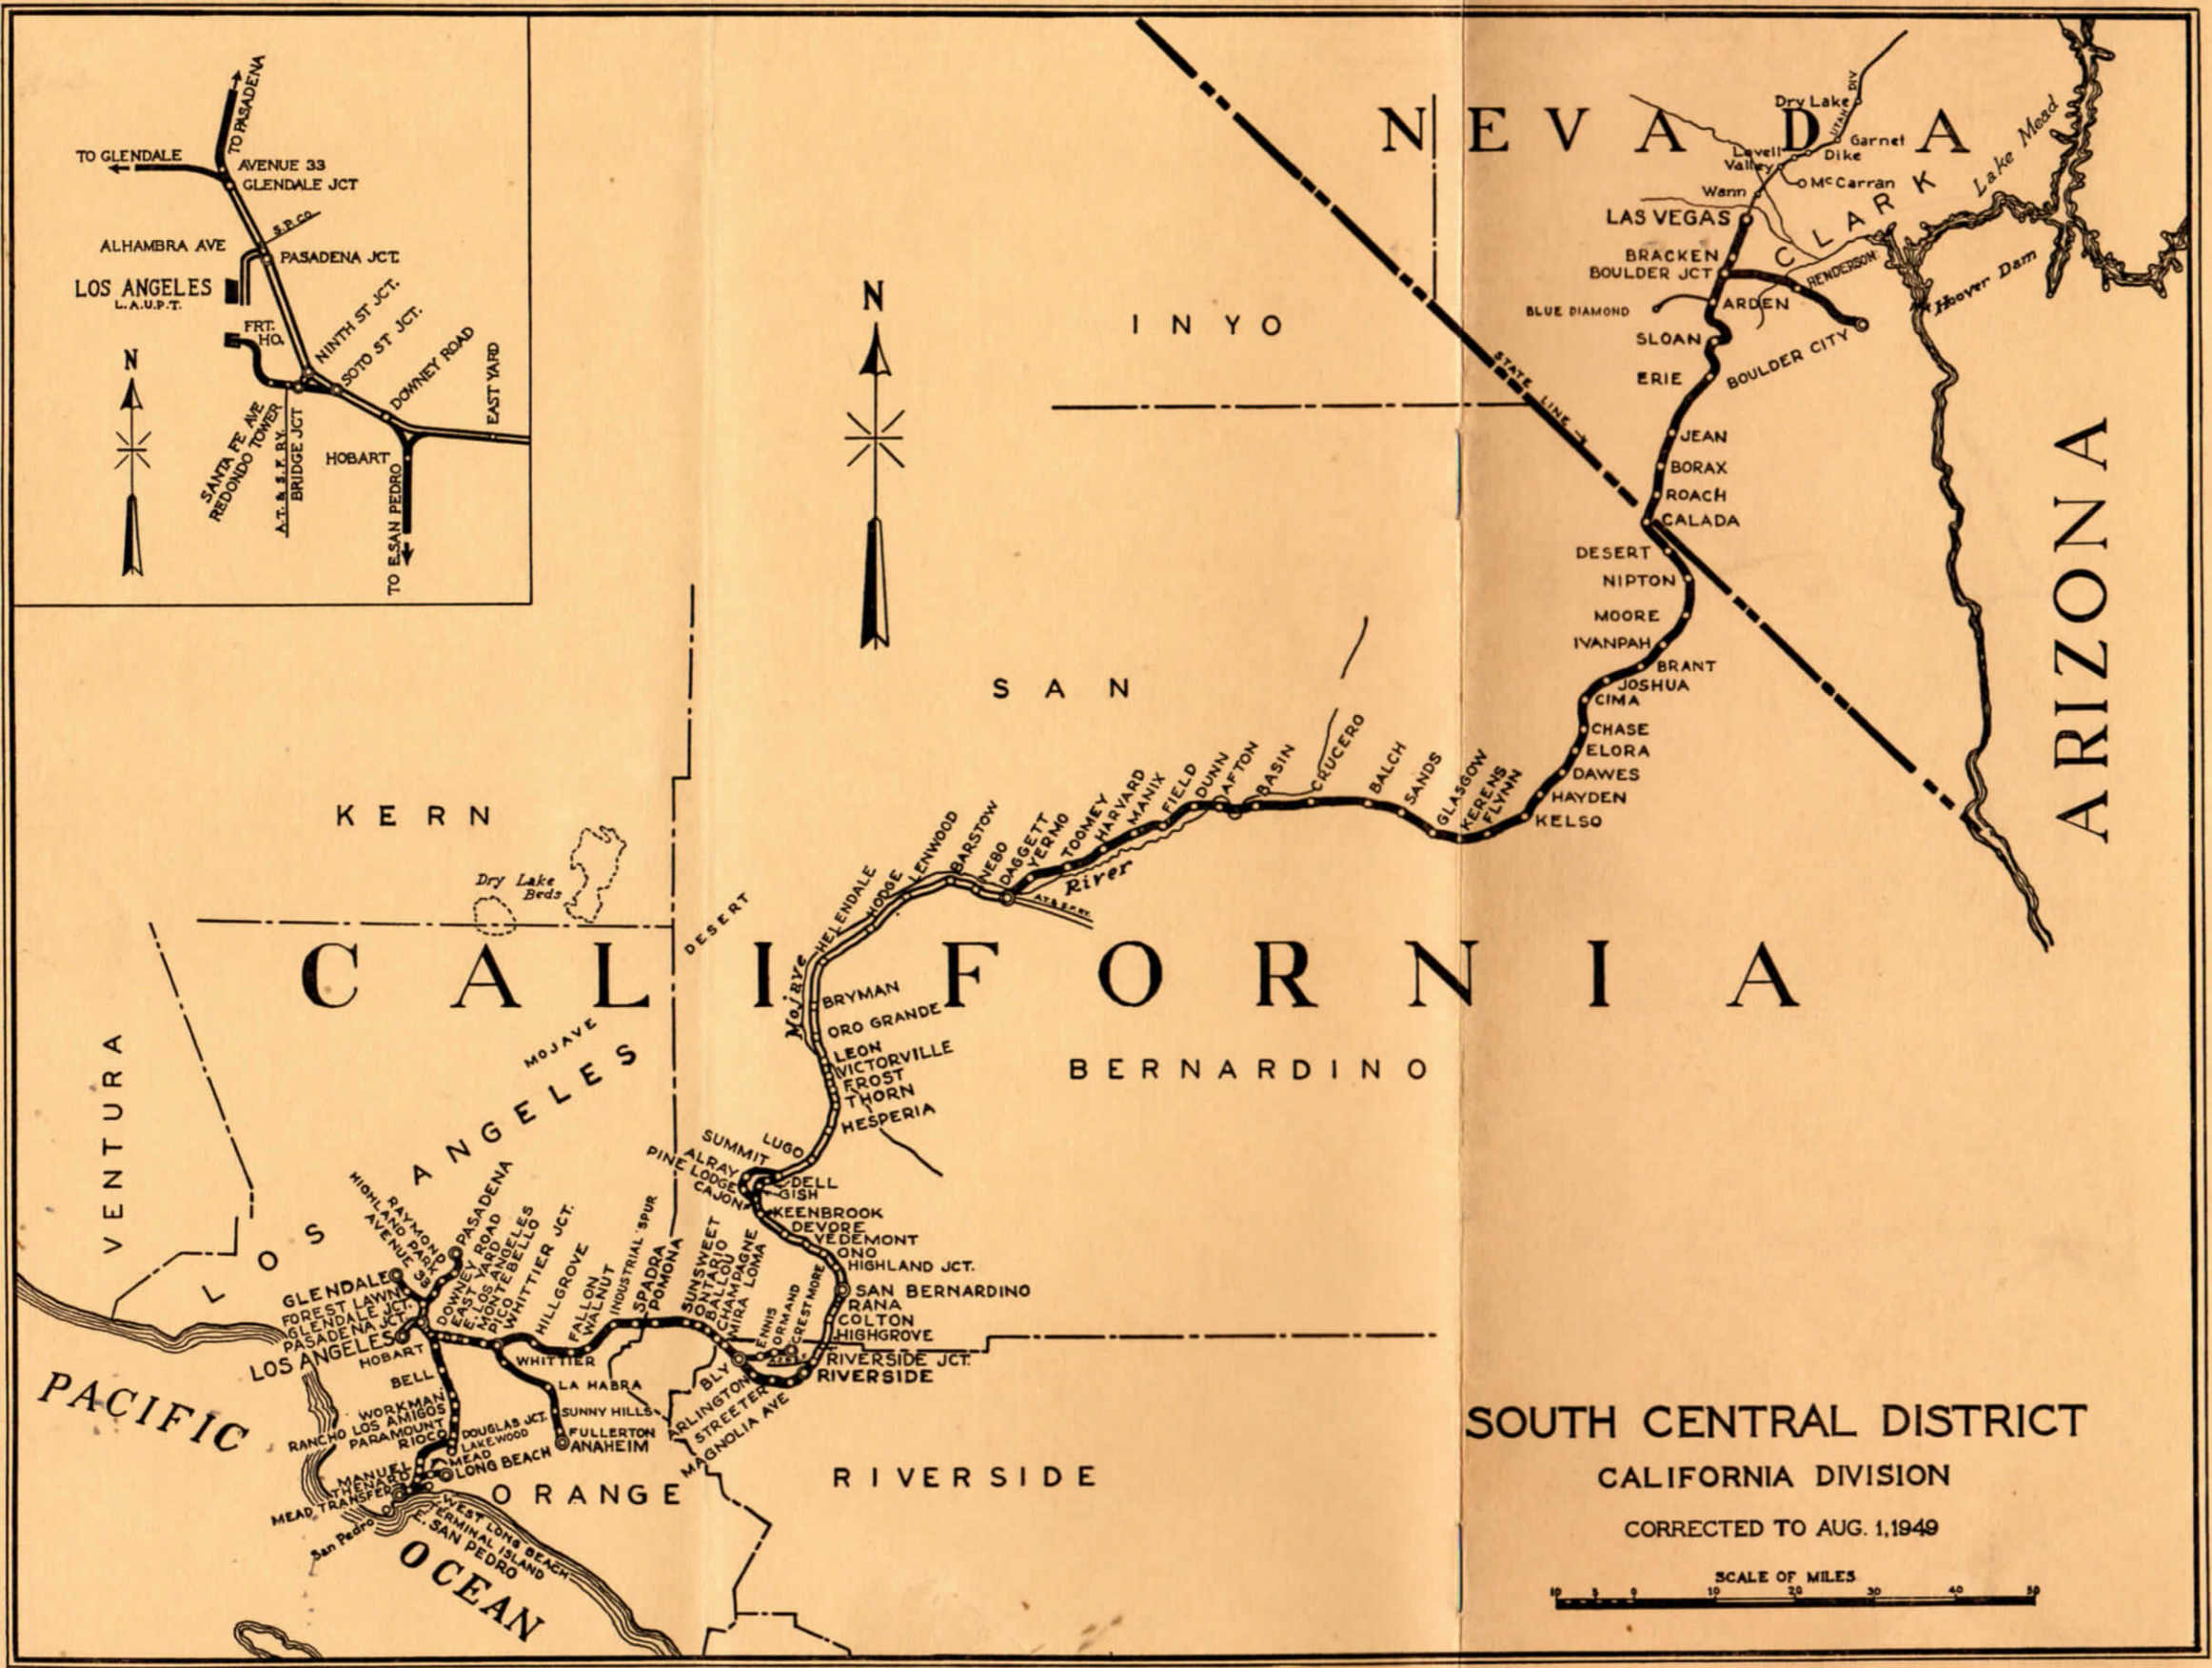 TO PASADENA
TO GLENDALE
AVENUE 33
GLENDALE JCT
S.P. CO.
ALHAMBRA AVE
PASADENA JCT.
LOS ANGELES
L.A.U.P.T.
FRT.
HO.
NINTH ST JCT.
SOTO ST JCT.
DOWNEY ROAD
EAST YARD
N
SANTA FE AVE
REDONDO TOWER
A.T. & S.F. RY.
BRIDGE JCT
HOBART
TO E.SAN PEDRO
N
NEVADA
Dry Lake
UTAH DIV
Garnet
Dike
Lovell
Valley
McCarran
Wann
LAS VEGAS
CLARK
Lake Mead
BRACKEN
BOULDER JCT
HENDERSON
Hoover Dam
BLUE DIAMOND
ARDEN
SLOAN
BOULDER CITY
ERIE
INYO
STATE LINE
JEAN
BORAX
ROACH
CALADA
DESERT
NIPTON
MOORE
IVANPAH
BRANT
JOSHUA
CIMA
CHASE
ELORA
DAWES
HAYDEN
KELSO
ARIZONA
SAN
FLYNN
KERENS
GLASGOW
SANDS
BALCH
CRUCERO
BASIN
AFTON
DUNN
FIELD
MANIX
HARVARD
TOOMEY
YERMO
DAGGETT
NEBO
BARSTOW
LENWOOD
HODGE
HELENDALE
River
A.T.& S.F.RY.
KERN
Dry Lake
Beds
DESERT
CALIFORNIA
Mojave
BRYMAN
ORO GRANDE
LEON
VICTORVILLE
FROST
THORN
HESPERIA
BERNARDINO
MOJAVE
VENTURA
LOS ANGELES
LUGO
SUMMIT
ALRAY
PINE LODGE
CAJON
DELL
GISH
KEENBROOK
DEVORE
VEDEMONT
ONO
HIGHLAND JCT.
SAN BERNARDINO
RANA
COLTON
HIGHGROVE
RIVERSIDE JCT.
RIVERSIDE
PASADENA
RAYMOND
HIGHLAND PARK
AVENUE 33
GLENDALE
FOREST LAWN
GLENDALE JCT.
PASADENA JCT.
LOS ANGELES
HOBART
DOWNEY ROAD
EAST YARD
E. LOS ANGELES
MONTEBELLO
PICO
WHITTIER JCT.
HILLGROVE
FALLON
WALNUT
INDUSTRIAL SPUR
SPADRA
POMONA
SUNSWEET
ONTARIO
BALLOU
CHAMPAGNE
MIRA LOMA
ENNIS
ORMAND
CRESTMORE
BLY
ARLINGTON
STREETER
MAGNOLIA AVE
WHITTIER
LA HABRA
SUNNY HILLS
FULLERTON
ANAHEIM
BELL
WORKMAN
RANCHO LOS AMIGOS
PARAMOUNT
RIOCO
DOUGLAS JCT.
LAKEWOOD
MEAD
LONG BEACH
MANUEL
THENARD
MEAD TRANSFER
San Pedro
WEST LONG BEACH
TERMINAL ISLAND
E. SAN PEDRO
ORANGE
RIVERSIDE
PACIFIC
OCEAN
SOUTH CENTRAL DISTRICT
CALIFORNIA DIVISION
CORRECTED TO AUG. 1,1949
SCALE OF MILES
10 5 0 10 20 30 40 50